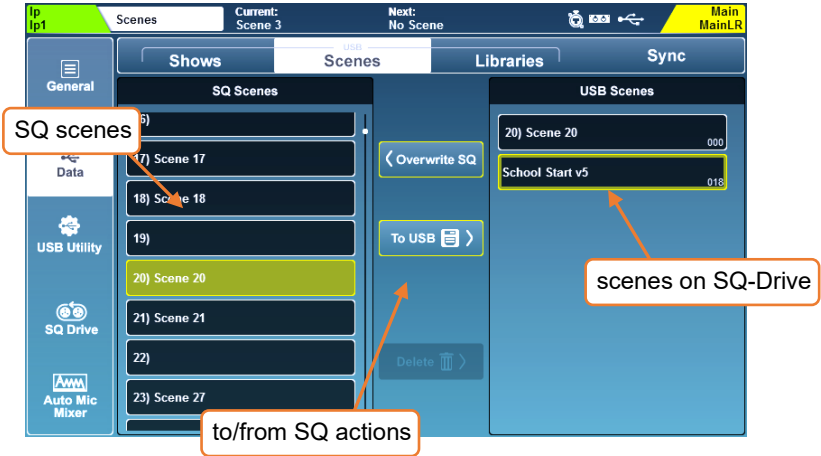 Ip
Ip1
Scenes
Current:
Scene 3
Next:
No Scene
Main
MainLR
General
Data
USB Utility
SQ Drive
Auto Mic
Mixer
USB
Shows
Scenes
Libraries
Sync
SQ Scenes
17) Scene 17
18) Scene 18
19)
20) Scene 20
21) Scene 21
22)
23) Scene 27
Overwrite SQ
To USB
Delete
USB Scenes
20) Scene 20
000
School Start v5
018
SQ scenes
scenes on SQ-Drive
to/from SQ actions